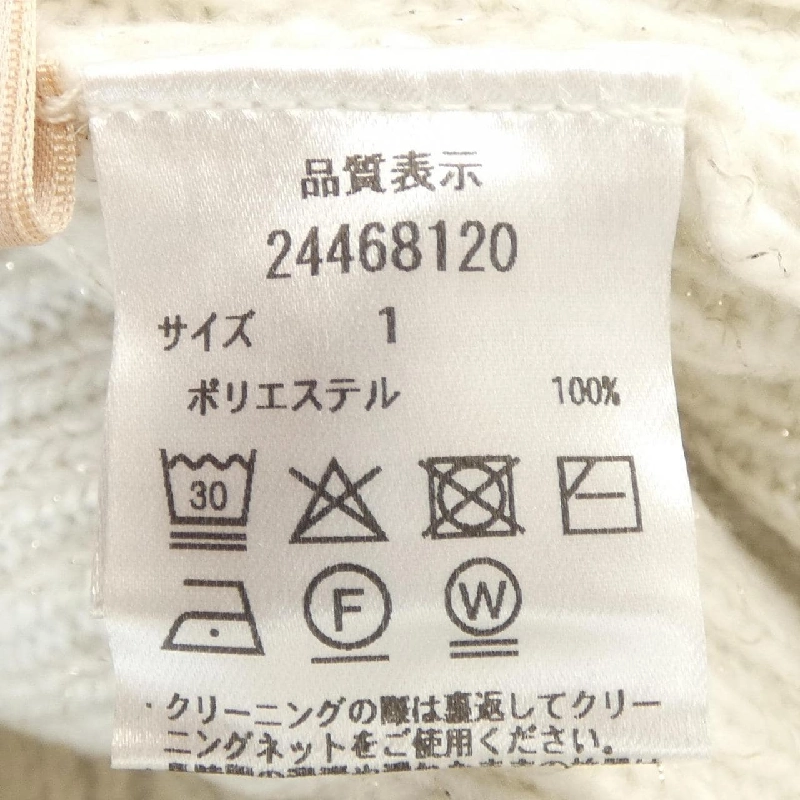 品質表示
24468120
サイズ 1
ポリエステル 100%
30
F W
・クリーニングの際は裏返してクリー
ニングネットをご使用ください。